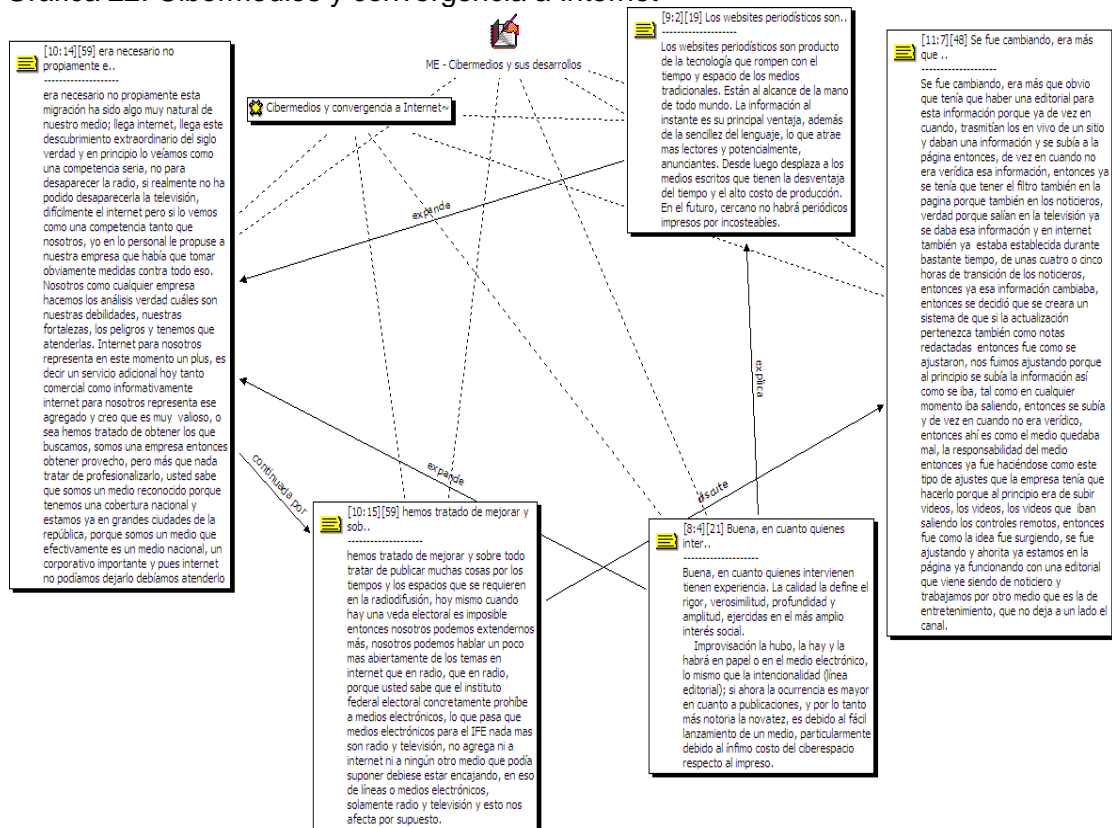 Gráfica 22. Cibermedios y convergencia a Internet
[10:14][59] era necesario no
propiamente e..
--------------------
era necesario no propiamente esta
migración ha sido algo muy natural de
nuestro medio; llega internet, llega este
descubrimiento extraordinario del siglo
verdad y en principio lo veíamos como
una competencia seria, no para
desaparecer la radio, si realmente no ha
podido desaparecerla la televisión,
difícilmente el internet pero si lo vemos
como una competencia tanto que
nosotros, yo en lo personal le propuse a
nuestra empresa que había que tomar
obviamente medidas contra todo eso.
Nosotros como cualquier empresa
hacemos los análisis verdad cuáles son
nuestras debilidades, nuestras
fortalezas, los peligros y tenemos que
atenderlas. Internet para nosotros
representa en este momento un plus, es
decir un servicio adicional hoy tanto
comercial como informativamente
internet para nosotros representa ese
agregado y creo que es muy  valioso, o
sea hemos tratado de obtener los que
buscamos, somos una empresa entonces
obtener provecho, pero más que nada
tratar de profesionalizarlo, usted sabe
que somos un medio reconocido porque
tenemos una cobertura nacional y
estamos ya en grandes ciudades de la
república, porque somos un medio que
efectivamente es un medio nacional, un
corporativo importante y pues internet
no podíamos dejarlo debíamos atenderlo
ME - Cibermedios y sus desarrollos
Cibermedios y convergencia a Internet~
[9:2][19] Los websites periodísticos son..
--------------------
Los websites periodísticos son producto
de la tecnología que rompen con el
tiempo y espacio de los medios
tradicionales. Están al alcance de la mano
de todo mundo. La información al
instante es su principal ventaja, además
de la sencillez del lenguaje, lo que atrae
mas lectores y potencialmente,
anunciantes. Desde luego desplaza a los
medios escritos que tienen la desventaja
del tiempo y el alto costo de producción.
En el futuro, cercano no habrá periódicos
impresos por incosteables.
[11:7][48] Se fue cambiando, era más
que ..
--------------------
Se fue cambiando, era más que obvio
que tenía que haber una editorial para
esta información porque ya de vez en
cuando, trasmitían los en vivo de un sitio
y daban una información y se subía a la
página entonces, de vez en cuando no
era verídica esa información, entonces ya
se tenía que tener el filtro también en la
pagina porque también en los noticieros,
verdad porque salían en la televisión ya
se daba esa información y en internet
también ya  estaba establecida durante
bastante tiempo, de unas cuatro o cinco
horas de transición de los noticieros,
entonces ya esa información cambiaba,
entonces se decidió que se creara un
sistema de que si la actualización
pertenezca también como notas
redactadas  entonces fue como se
ajustaron, nos fuimos ajustando porque
al principio se subía la información así
como se iba, tal como en cualquier
momento iba saliendo, entonces se subía
y de vez en cuando no era verídico,
entonces ahí es como el medio quedaba
mal, la responsabilidad del medio
entonces ya fue haciéndose como este
tipo de ajustes que la empresa tenía que
hacerlo porque al principio era de subir
videos, los videos, los videos que  iban
saliendo los controles remotos, entonces
fue como la idea fue surgiendo, se fue
ajustando y ahorita ya estamos en la
página ya funcionando con una editorial
que viene siendo de noticiero y
trabajamos por otro medio que es la de
entretenimiento, que no deja a un lado el
canal.
expande
explica
expande
discute
continuada por
[10:15][59] hemos tratado de mejorar y
sob..
--------------------
hemos tratado de mejorar y sobre todo
tratar de publicar muchas cosas por los
tiempos y los espacios que se requieren
en la radiodifusión, hoy mismo cuando
hay una veda electoral es imposible
entonces nosotros podemos extendernos
más, nosotros podemos hablar un poco
mas abiertamente de los temas en
internet que en radio, que en radio,
porque usted sabe que el instituto
federal electoral concretamente prohíbe
a medios electrónicos, lo que pasa que
medios electrónicos para el IFE nada mas
son radio y televisión, no agrega ni a
internet ni a ningún otro medio que podía
suponer debiese estar encajando, en eso
de líneas o medios electrónicos,
solamente radio y televisión y esto nos
afecta por supuesto.
[8:4][21] Buena, en cuanto quienes
inter..
--------------------
Buena, en cuanto quienes intervienen
tienen experiencia. La calidad la define el
rigor, verosimilitud, profundidad y
amplitud, ejercidas en el más amplio
interés social.
Improvisación la hubo, la hay y la
habrá en papel o en el medio electrónico,
lo mismo que la intencionalidad (línea
editorial); si ahora la ocurrencia es mayor
en cuanto a publicaciones, y por lo tanto
más notoria la novatez, es debido al fácil
lanzamiento de un medio, particularmente
debido al ínfimo costo del ciberespacio
respecto al impreso.